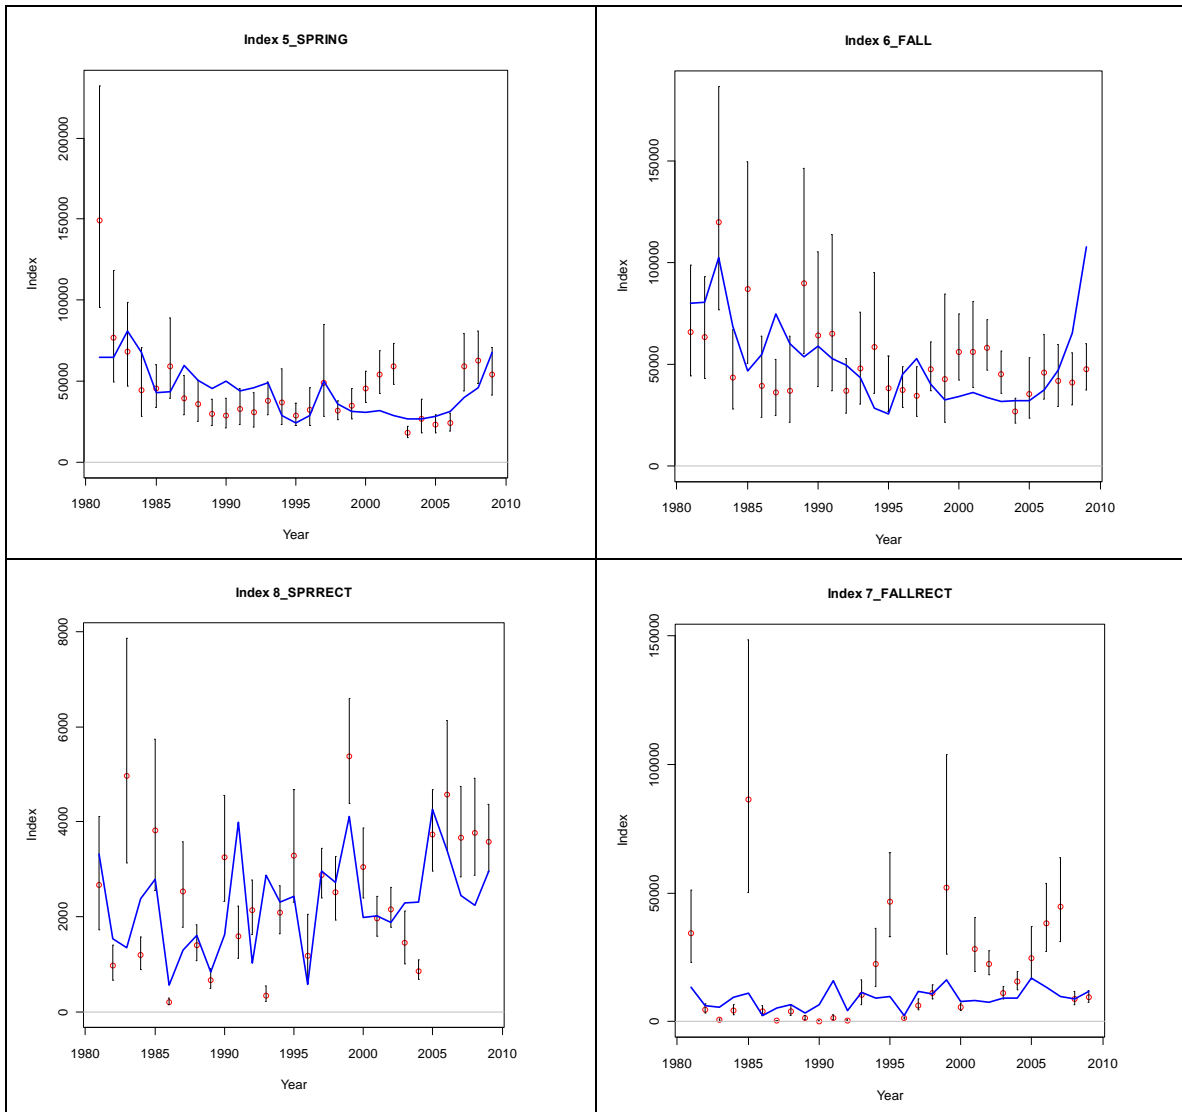 Index 5_SPRING
Index
200000
150000
100000
50000
0
1980 1985 1990 1995 2000 2005 2010
Year
Index 6_FALL
Index
150000
100000
50000
0
1980 1985 1990 1995 2000 2005 2010
Year
Index 8_SPRRECT
Index
8000
6000
4000
2000
0
1980 1985 1990 1995 2000 2005 2010
Year
Index 7_FALLRECT
Index
150000
100000
50000
0
1980 1985 1990 1995 2000 2005 2010
Year